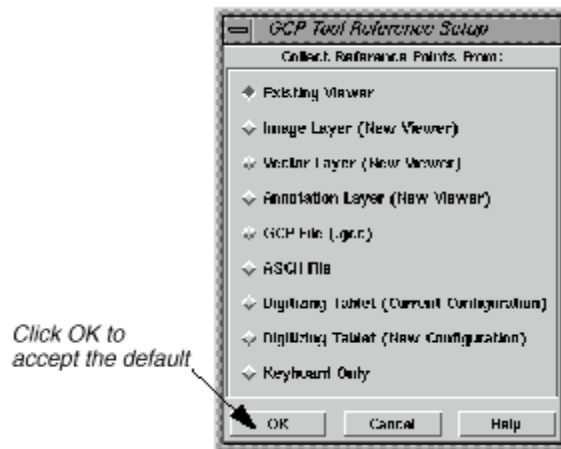 GCP Tool Reference Setup
Collect Reference Points From:
Existing Viewer
Image Layer (New Viewer)
Vector Layer (New Viewer)
Annotation Layer (New Viewer)
GCP File (.gcc)
ASCII File
Digitizing Tablet (Current Configuration)
Digitizing Tablet (New Configuration)
Keyboard Only
Click OK to
accept the default
OK Cancel Help